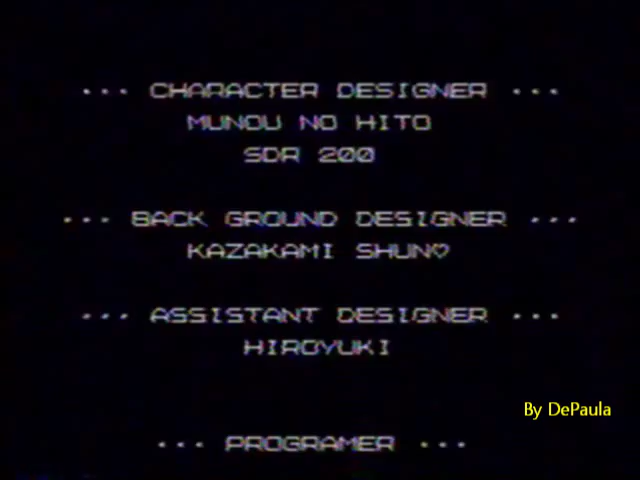 ··· CHARACTER DESIGNER ···
MUNOU NO HITO
SDR 200
··· BACK GROUND DESIGNER ···
KAZAKAMI SHUN♡
··· ASSISTANT DESIGNER ···
HIROYUKI
By DePaula
··· PROGRAMER ···